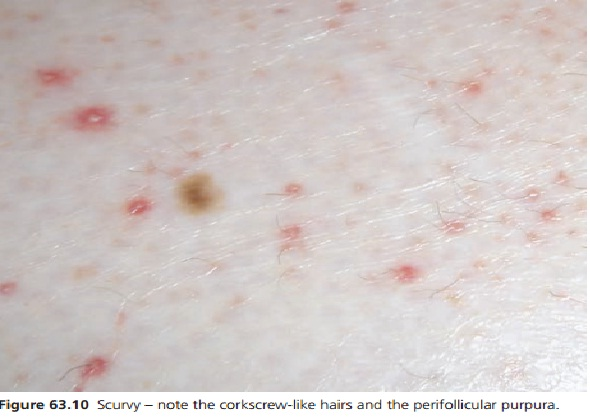 Figure 63.10 Scurvy – note the corkscrew-like hairs and the perifollicular purpura.